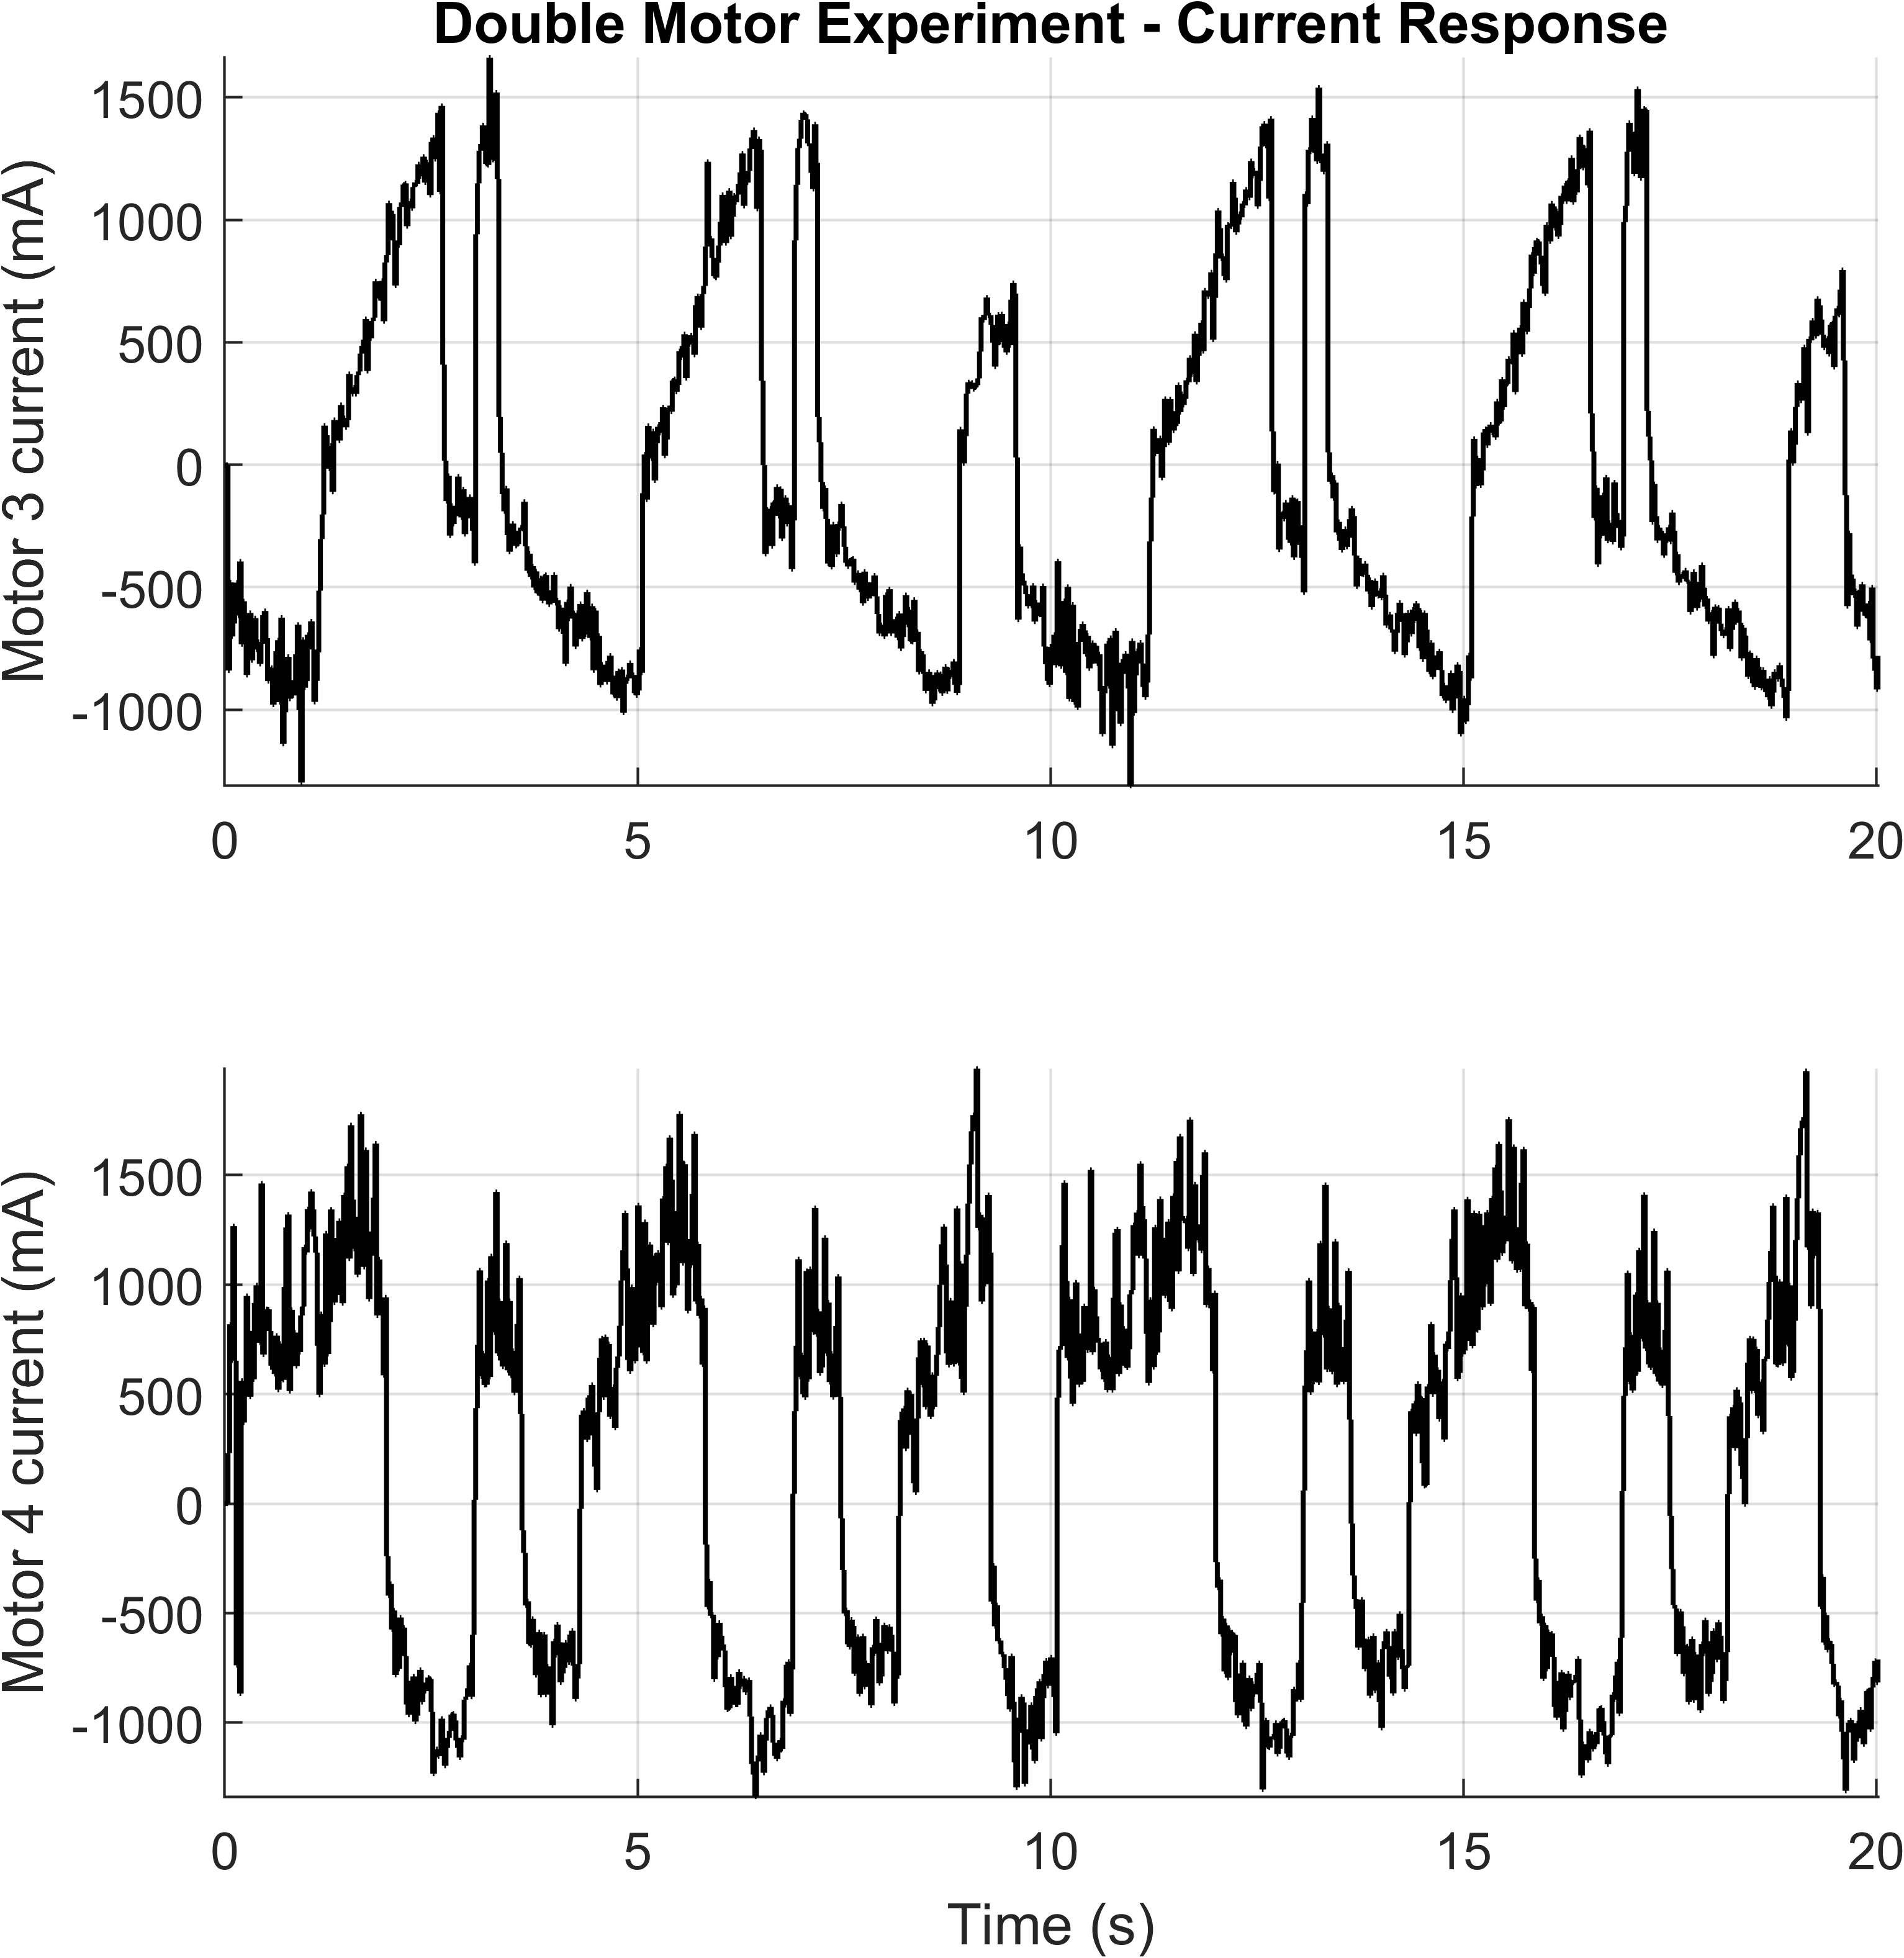 Double Motor Experiment - Current Response
Motor 3 current (mA)
1500
1000
500
0
-500
-1000
0 5 10 15 20
Motor 4 current (mA)
1500
1000
500
0
-500
-1000
0 5 10 15 20
Time (s)